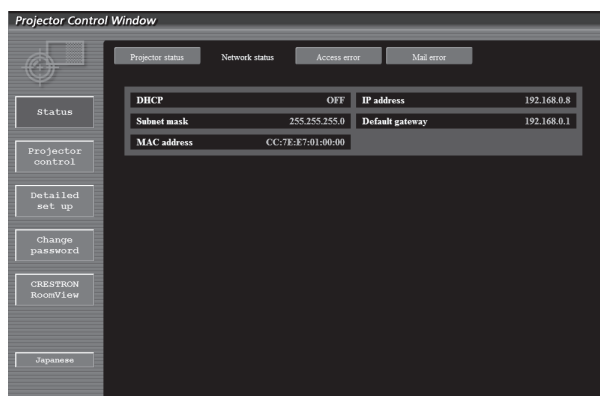 Projector Control Window
Projector status
Network status
Access error
Mail error
Status
Projector
control
Detailed
set up
Change
password
CRESTRON
RoomView
Japanese
DHCP OFF IP address 192.168.0.8
Subnet mask 255.255.255.0 Default gateway 192.168.0.1
MAC address CC:7E:E7:01:00:00